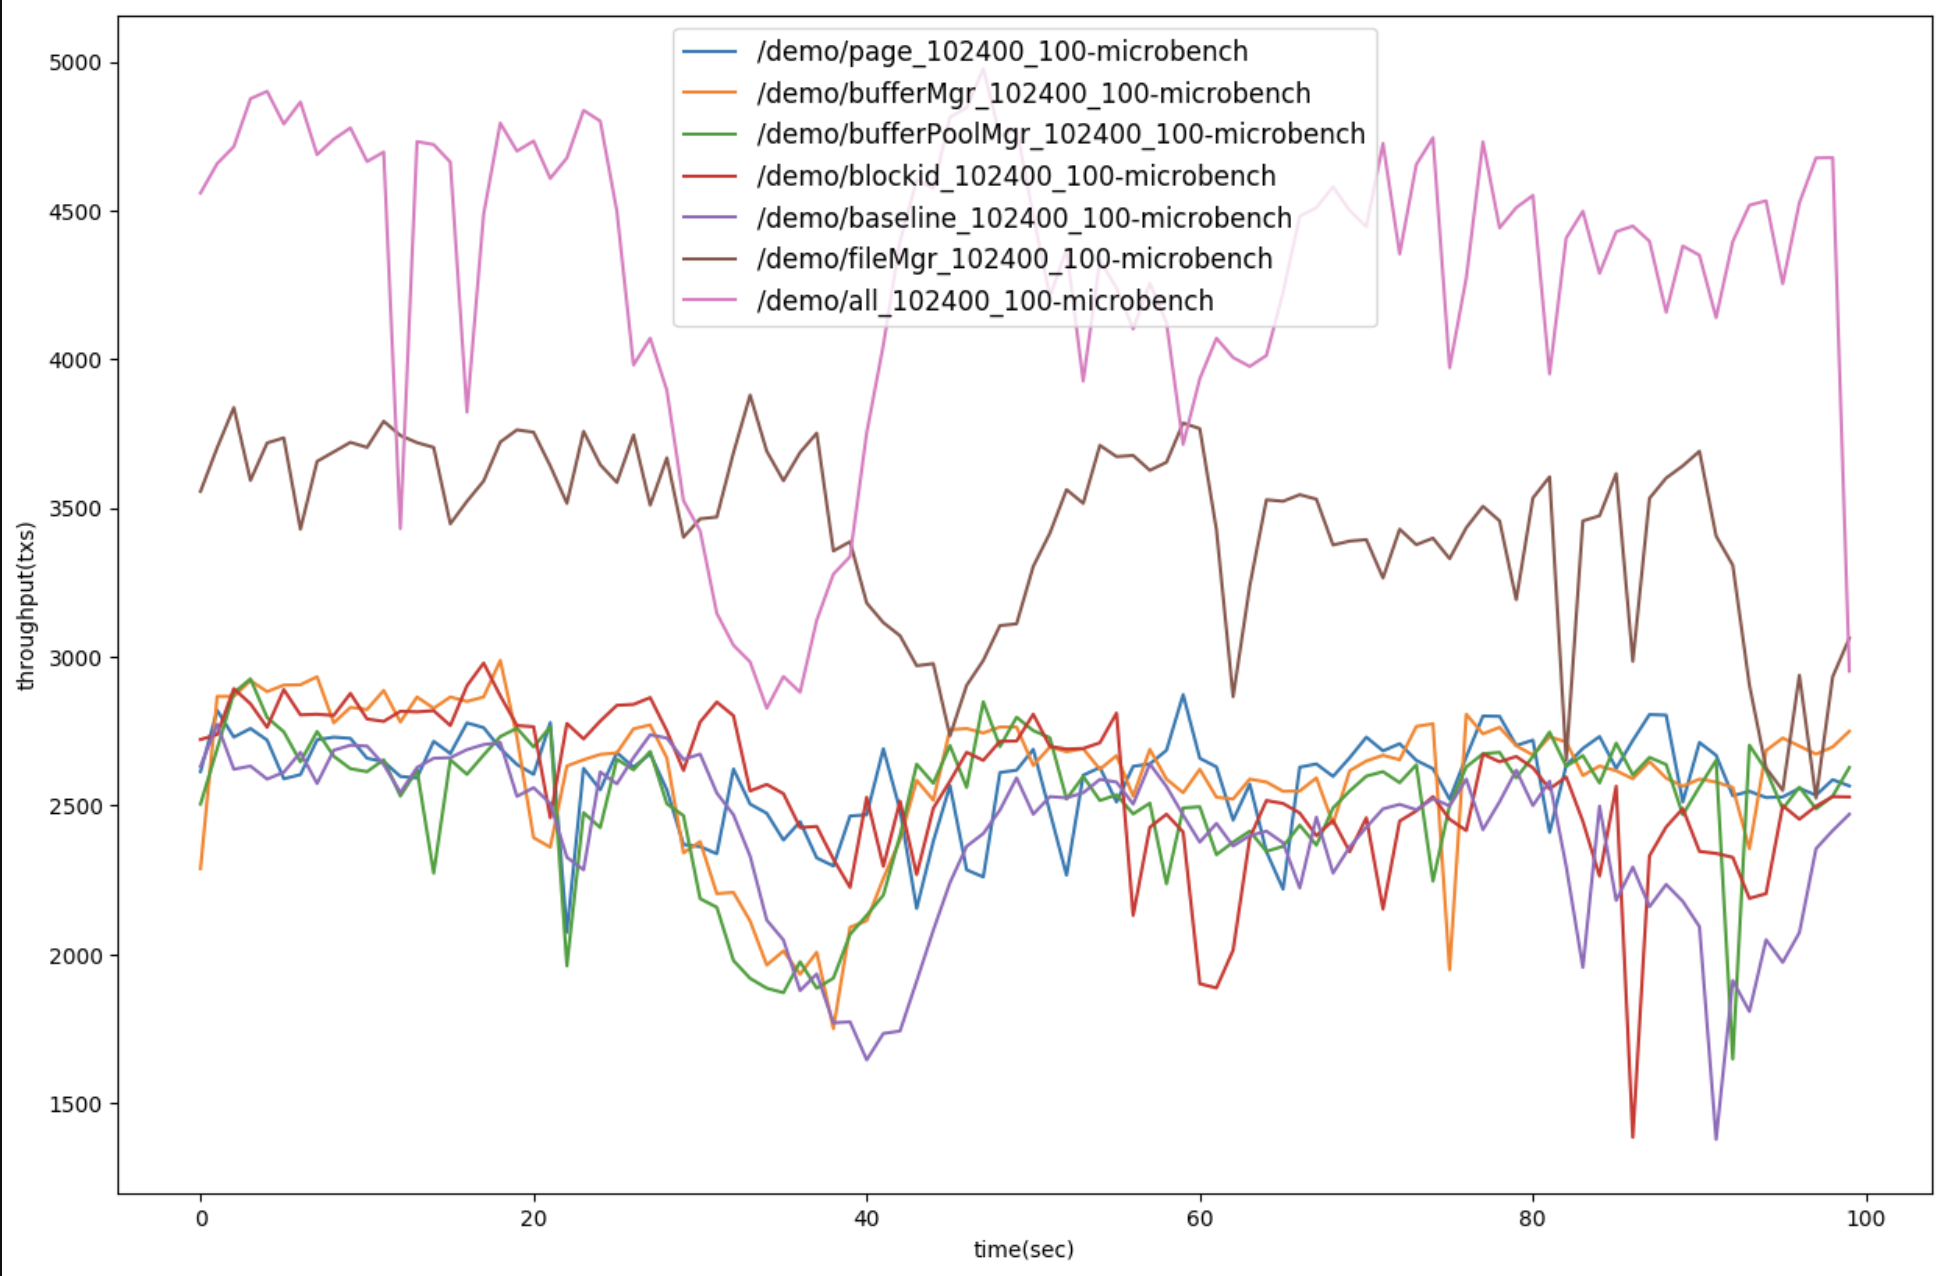 5000
4500
4000
3500
3000
2500
2000
1500
throughput(txs)
/demo/page_102400_100-microbench
/demo/bufferMgr_102400_100-microbench
/demo/bufferPoolMgr_102400_100-microbench
/demo/blockid_102400_100-microbench
/demo/baseline_102400_100-microbench
/demo/fileMgr_102400_100-microbench
/demo/all_102400_100-microbench
0 20 40 60 80 100
time(sec)